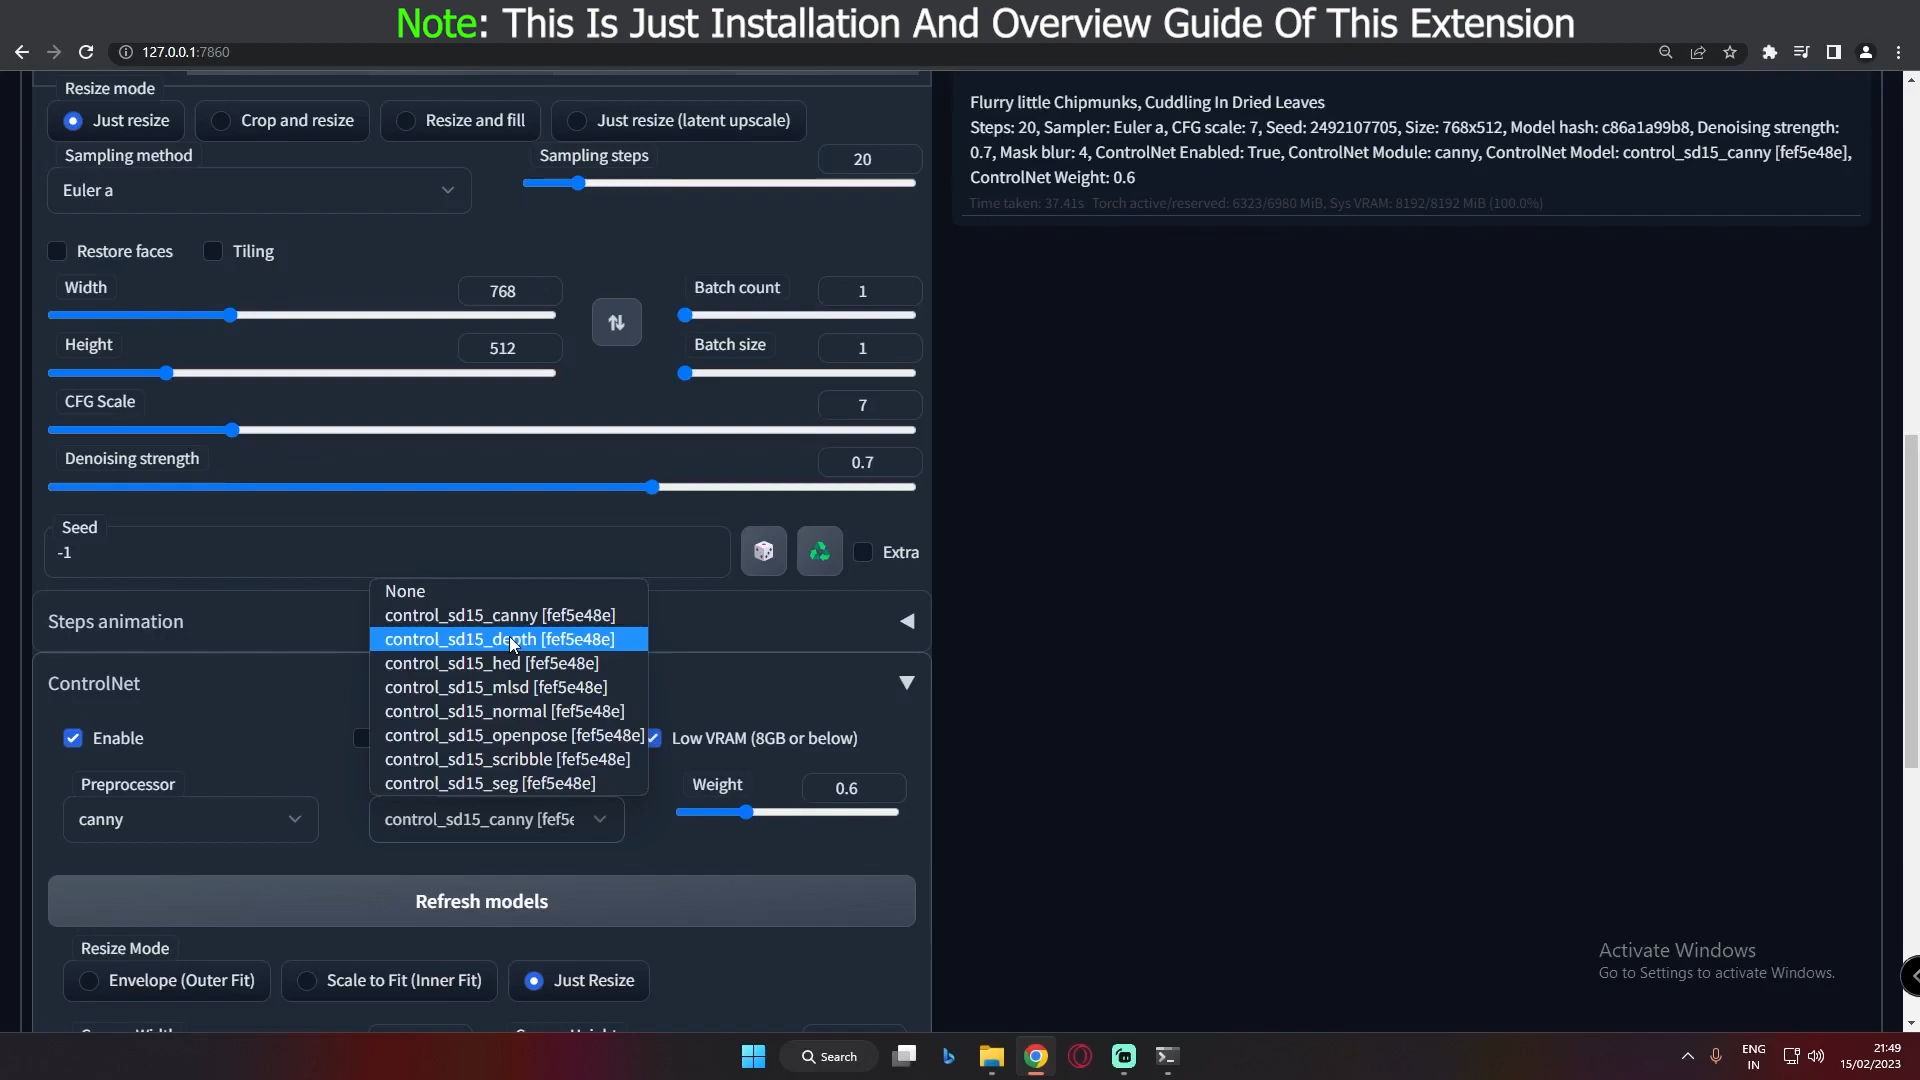 Note: This Is Just Installation And Overview Guide Of This Extension
127.0.0.1:7860
Resize mode
Just resize
Crop and resize
Resize and fill
Just resize (latent upscale)
Sampling method
Sampling steps
20
Euler a
Restore faces
Tiling
Width
768
Batch count
1
Height
512
Batch size
1
CFG Scale
7
Denoising strength
0.7
Seed
-1
Extra
None
control_sd15_canny [fef5e48e]
control_sd15_depth [fef5e48e]
control_sd15_hed [fef5e48e]
control_sd15_mlsd [fef5e48e]
control_sd15_normal [fef5e48e]
control_sd15_openpose [fef5e48e]
control_sd15_scribble [fef5e48e]
control_sd15_seg [fef5e48e]
Steps animation
ControlNet
Enable
Low VRAM (8GB or below)
Preprocessor
canny
control_sd15_canny [fef5e
Weight
0.6
Refresh models
Resize Mode
Envelope (Outer Fit)
Scale to Fit (Inner Fit)
Just Resize
Flurry little Chipmunks, Cuddling In Dried Leaves
Steps: 20, Sampler: Euler a, CFG scale: 7, Seed: 2492107705, Size: 768x512, Model hash: c86a1a99b8, Denoising strength:
0.7, Mask blur: 4, ControlNet Enabled: True, ControlNet Module: canny, ControlNet Model: control_sd15_canny [fef5e48e],
ControlNet Weight: 0.6
Time taken: 37.41s Torch active/reserved: 6323/6980 MiB, Sys VRAM: 8192/8192 MiB (100.0%)
Activate Windows
Go to Settings to activate Windows.
Search
ENG
IN
21:49
15/02/2023